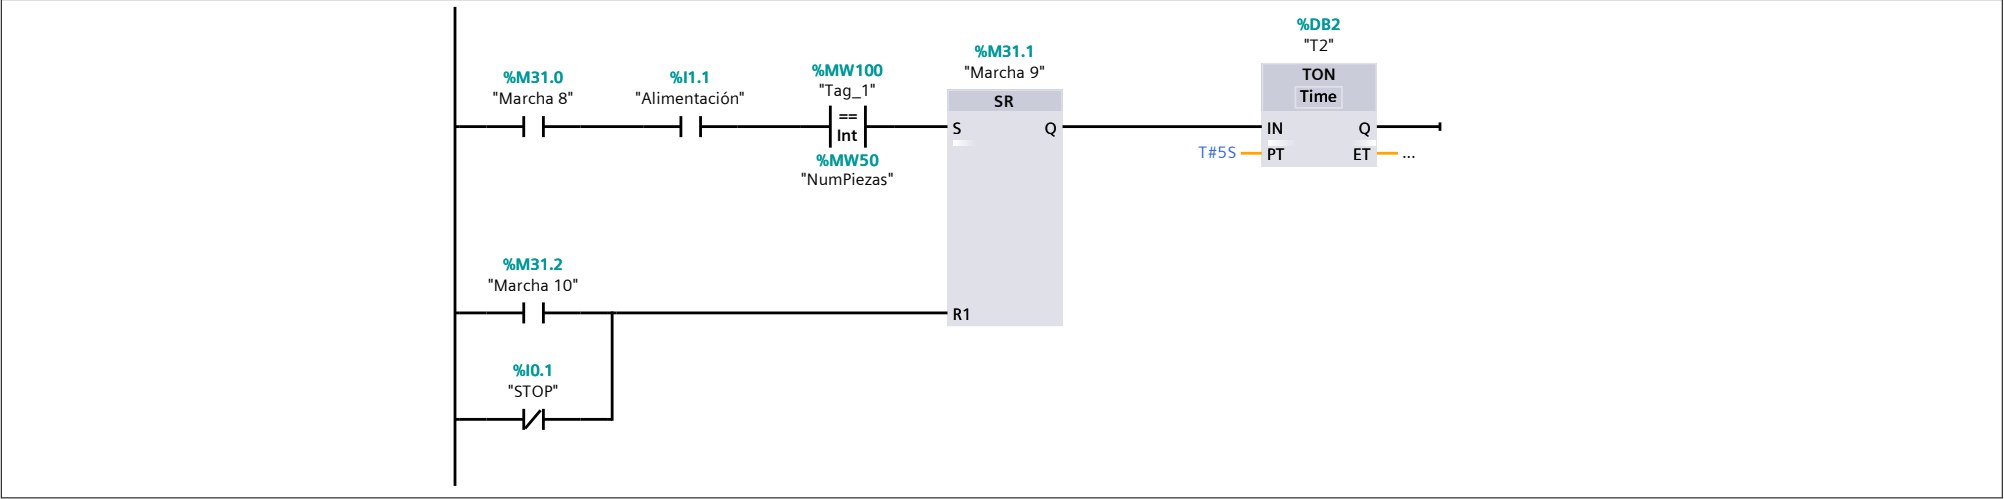 %DB2
"T2"
%M31.1
"Marcha 9"
%M31.0
"Marcha 8"
%I1.1
"Alimentación"
%MW100
"Tag_1"
==
Int
%MW50
"NumPiezas"
SR
S
Q
R1
TON
Time
IN
Q
T#5S
PT
ET
...
%M31.2
"Marcha 10"
%I0.1
"STOP"